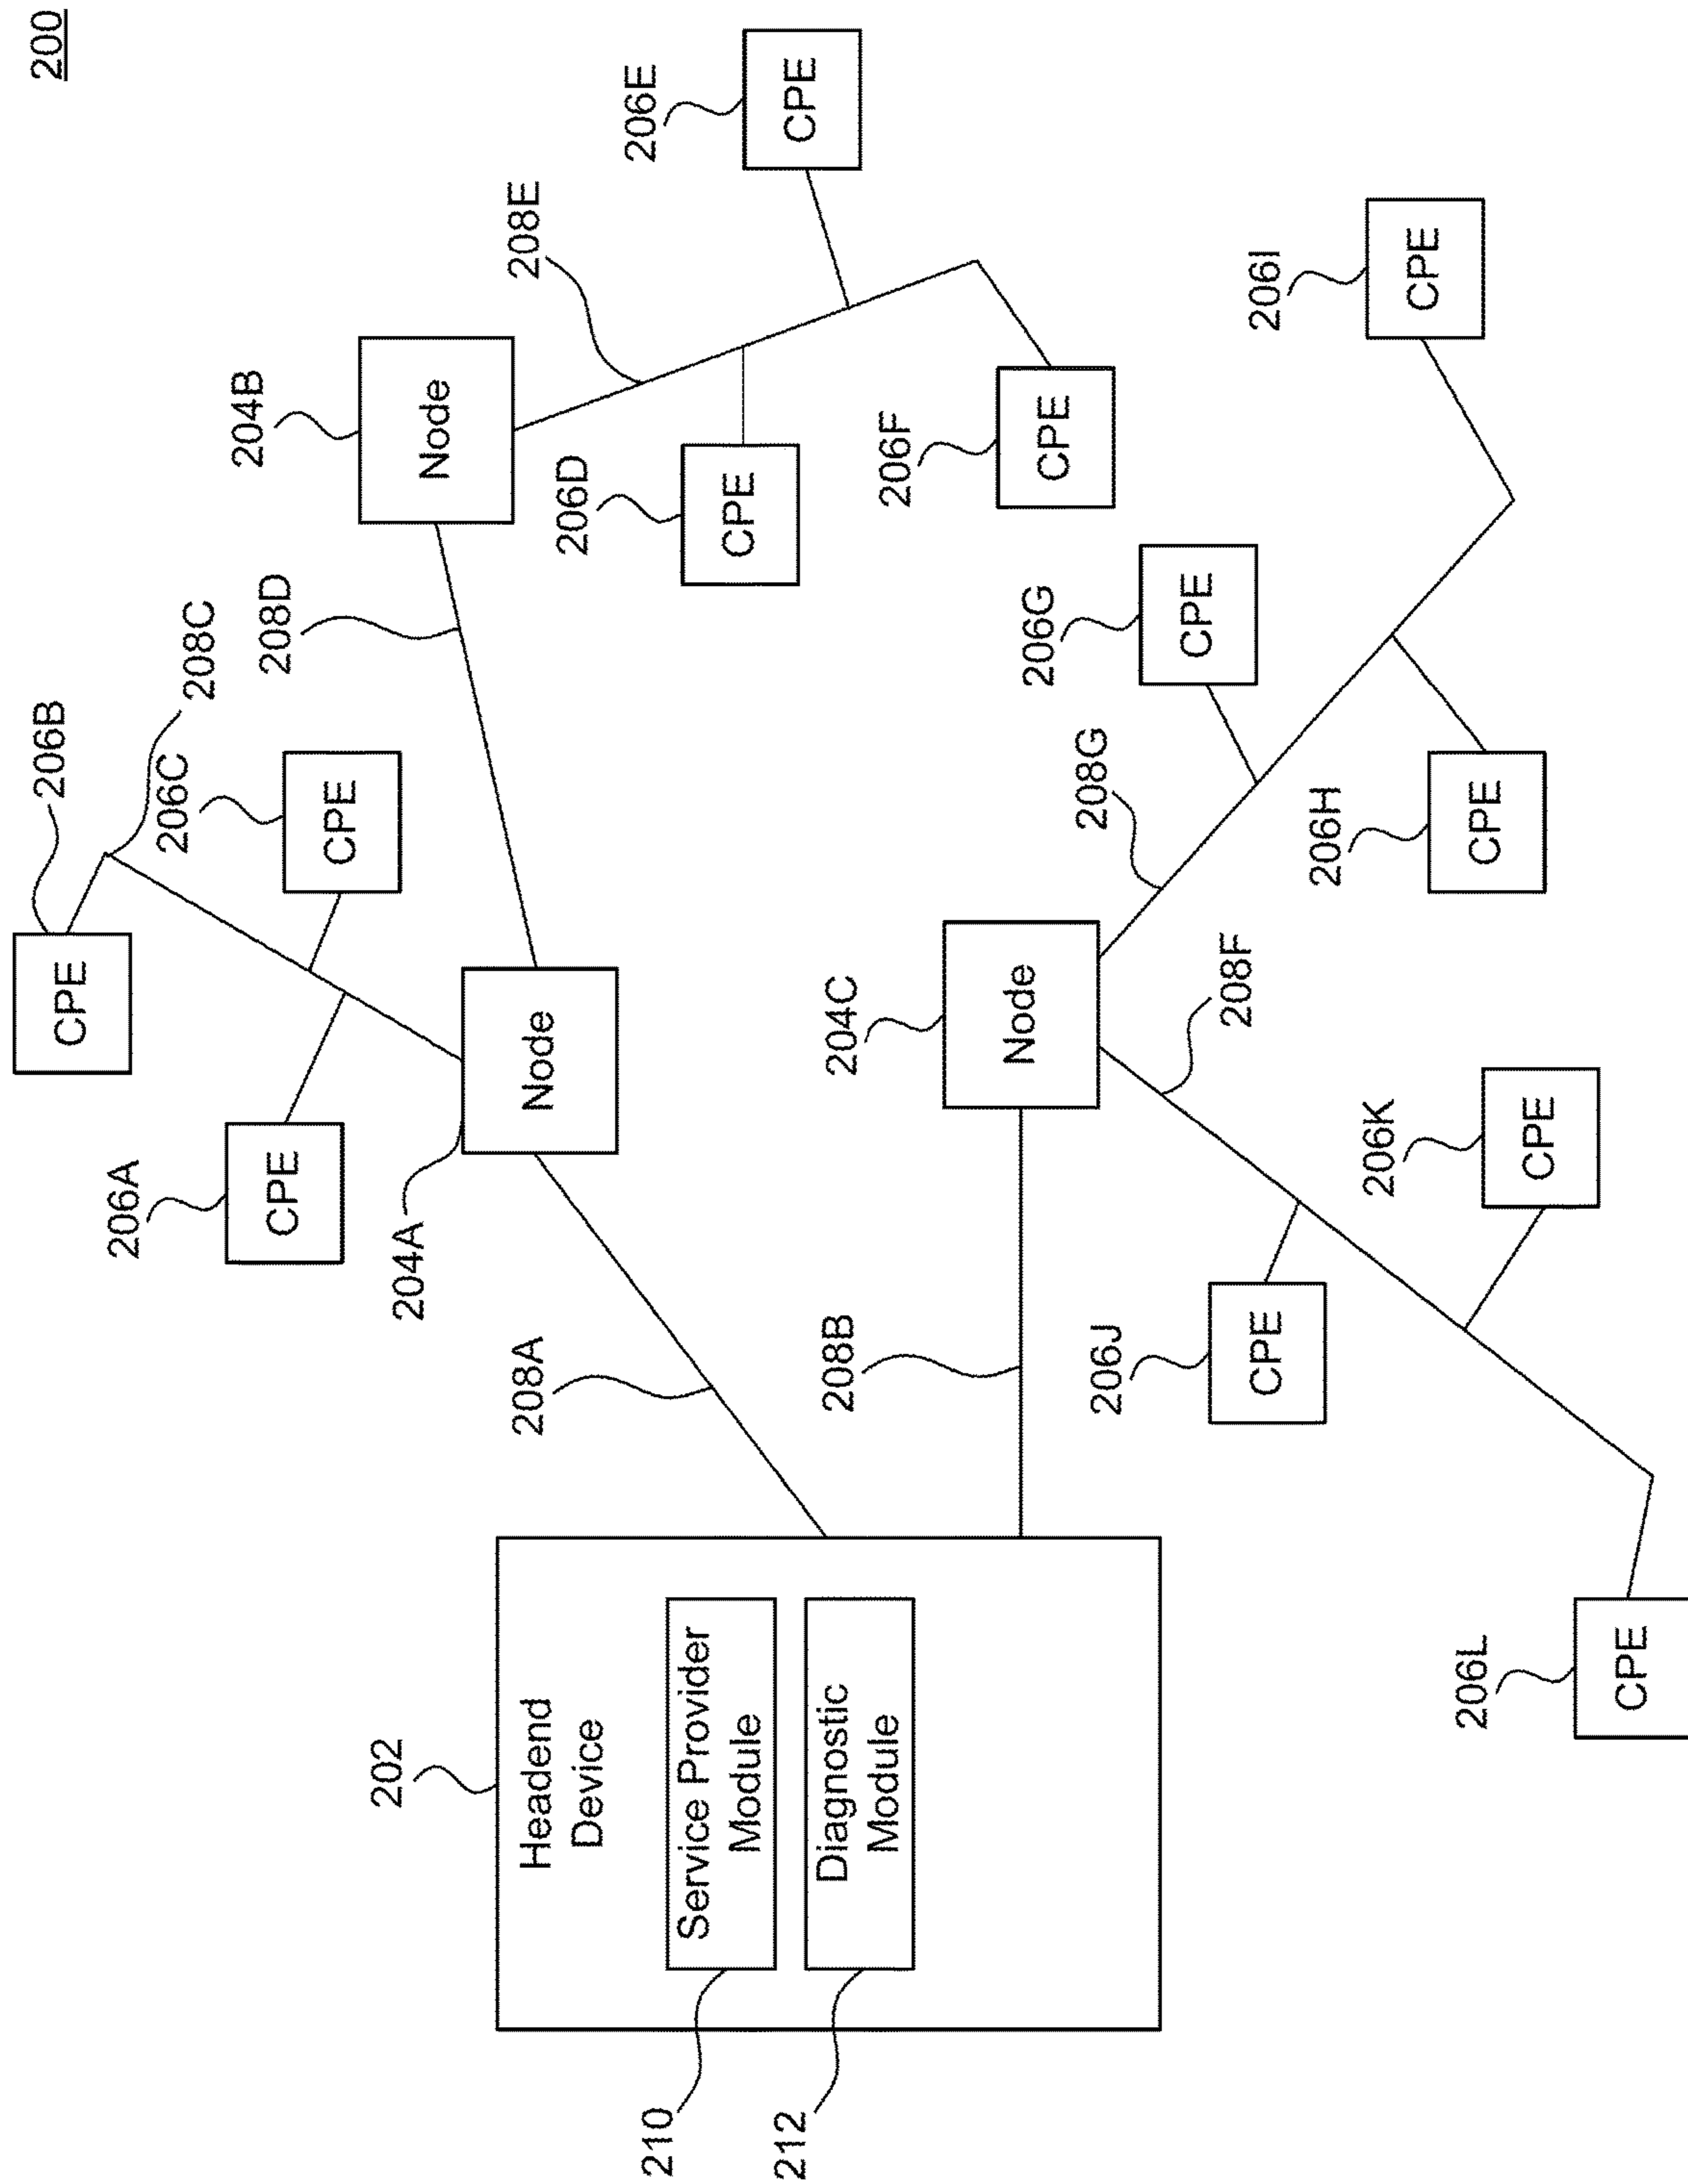 200
206B
208C
206C
CPE
CPE
206A
CPE
204A
Node
208D
204B
Node
208E
206E
CPE
206D
CPE
206F
CPE
202
Headend
Device
Service Provider
Module
210
Diagnostic
Module
212
208A
208B
204C
Node
208G
206G
CPE
206I
CPE
206H
CPE
208F
206J
CPE
206K
CPE
206L
CPE